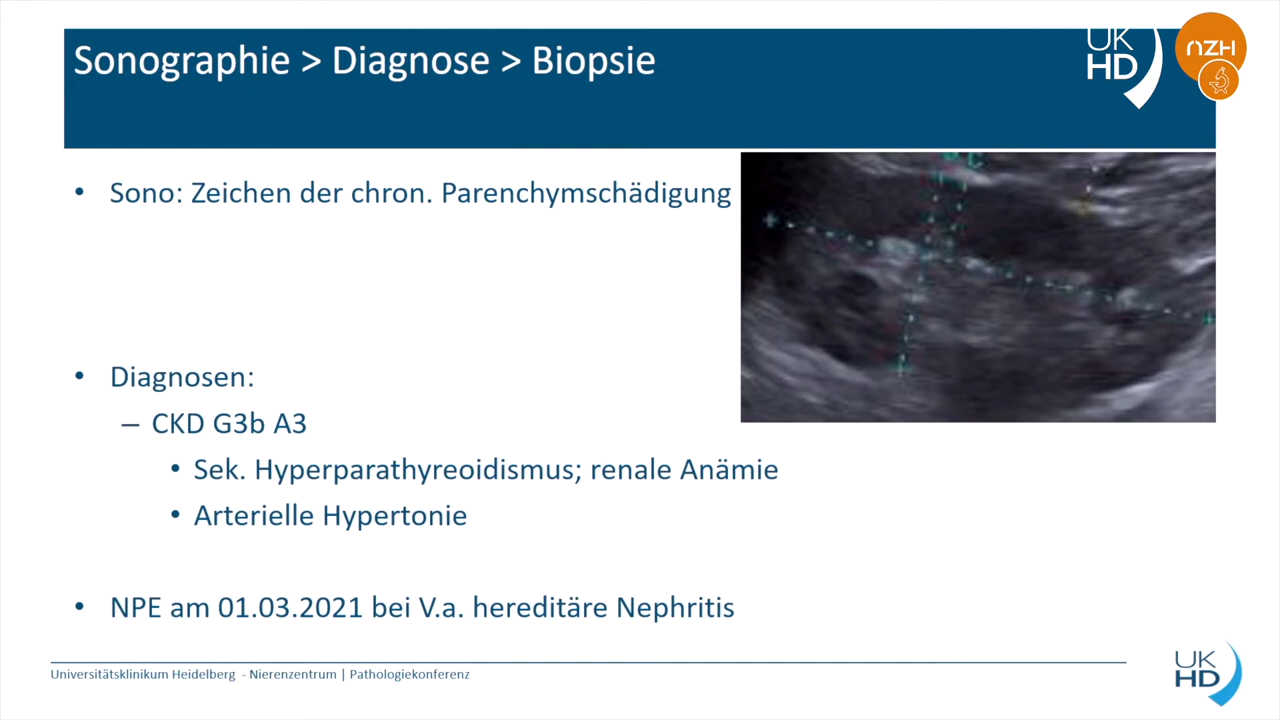 Sonographie > Diagnose > Biopsie
UK
HD
nZH
• Sono: Zeichen der chron. Parenchymschädigung
• Diagnosen:
– CKD G3b A3
• Sek. Hyperparathyreoidismus; renale Anämie
• Arterielle Hypertonie
• NPE am 01.03.2021 bei V.a. hereditäre Nephritis
Universitätsklinikum Heidelberg - Nierenzentrum | Pathologiekonferenz
UK
HD